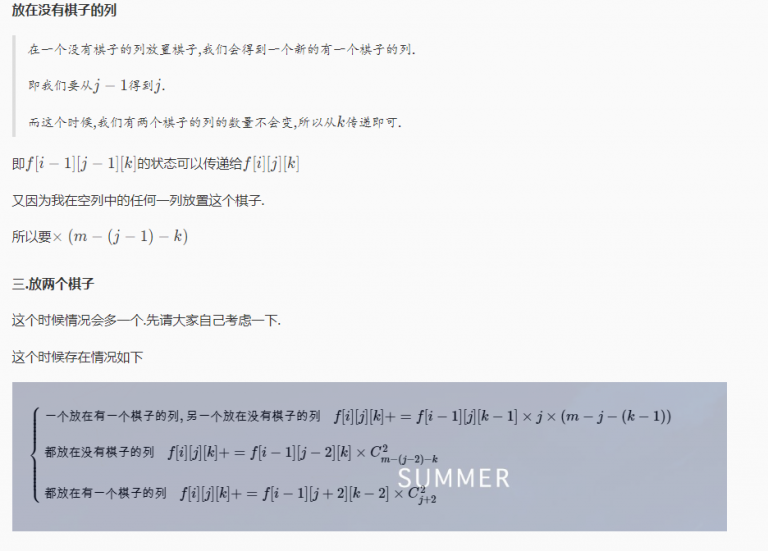 放在没有棋子的列
在一个没有棋子的列放置棋子,我们会得到一个新的有一个棋子的列.
即我们要从j − 1得到j.
而这个时候,我们有两个棋子的列的数量不会变,所以从k传递即可.
即f[i − 1][j − 1][k]的状态可以传递给f[i][j][k]
又因为我在空列中的任何一列放置这个棋子.
所以要× (m − (j − 1) − k)
三.放两个棋子
这个时候情况会多一个.先请大家自己考虑一下.
这个时候存在情况如下
一个放在有一个棋子的列, 另一个放在没有棋子的列 f[i][j][k]+ = f[i − 1][j][k − 1] × j × (m − j − (k − 1))
都放在没有棋子的列 f[i][j][k]+ = f[i − 1][j − 2][k] × C^2_{m−(j−2)−k}
SUMMER
都放在有一个棋子的列 f[i][j][k]+ = f[i − 1][j + 2][k − 2] × C^2_{j+2}